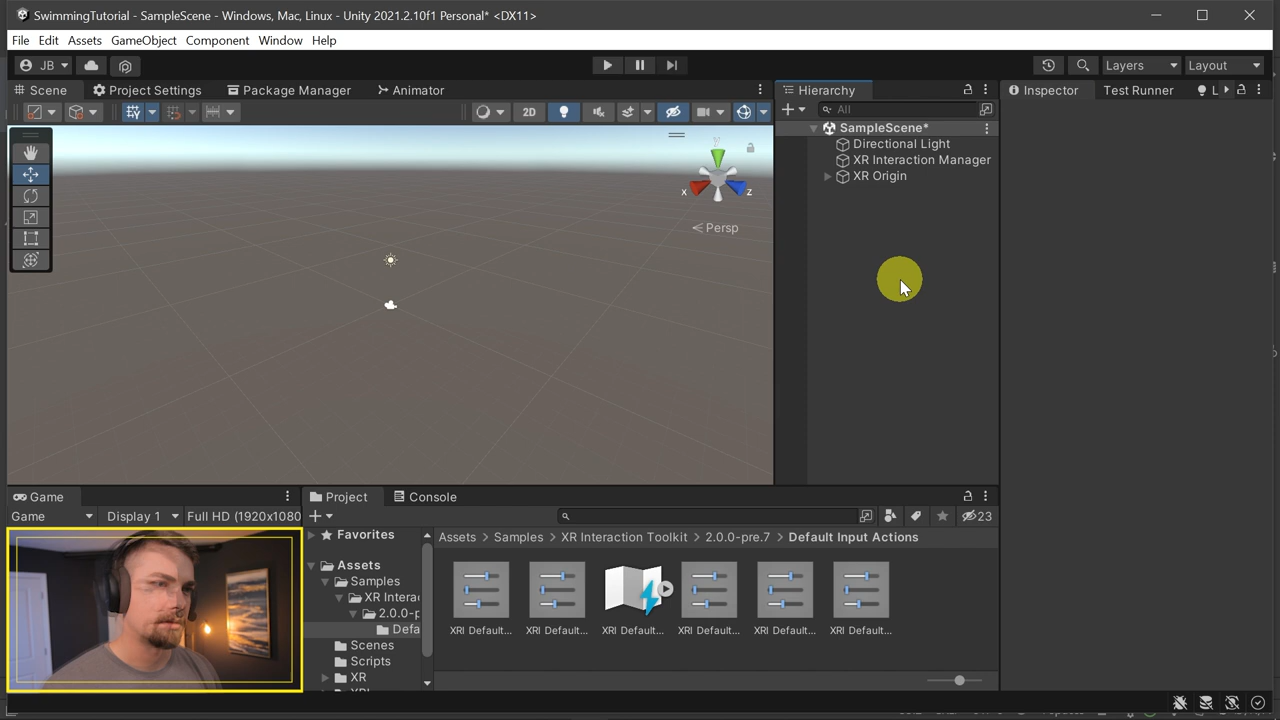 SwimmingTutorial - SampleScene - Windows, Mac, Linux - Unity 2021.2.10f1 Personal* <DX11>
File Edit Assets GameObject Component Window Help
JB Layers Layout
Scene Project Settings Package Manager Animator Hierarchy Inspector Test Runner L
2D All
SampleScene*
Directional Light
XR Interaction Manager
XR Origin
y
x z
Persp
Game Project Console
Game Display 1 Full HD (1920x1080
23
Favorites
Assets > Samples > XR Interaction Toolkit > 2.0.0-pre.7 > Default Input Actions
Assets
Samples
XR Interac
2.0.0-p
Defa
Scenes
Scripts
XR
XRI Default... XRI Default... XRI Default... XRI Default... XRI Default... XRI Default...